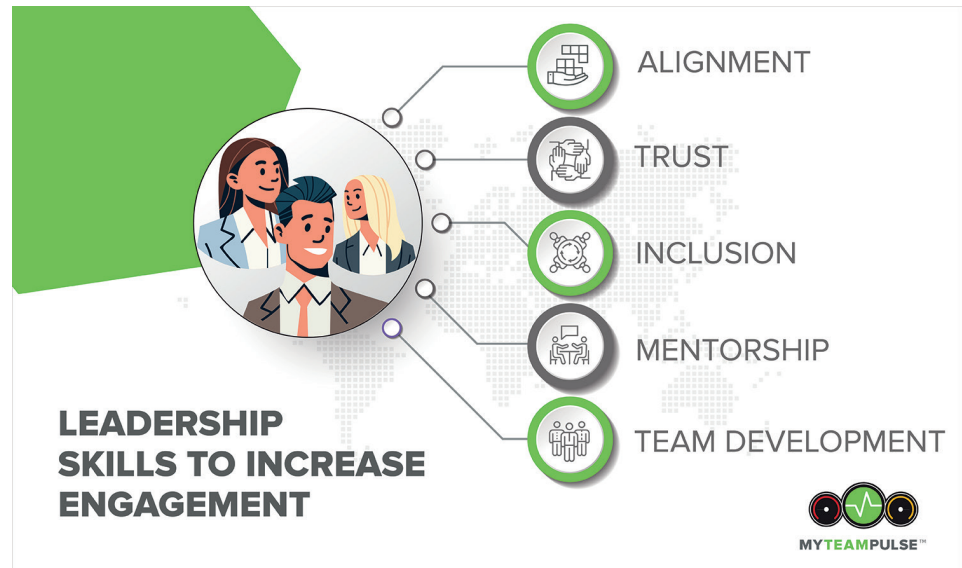 ALIGNMENT
TRUST
INCLUSION
MENTORSHIP
TEAM DEVELOPMENT
LEADERSHIP
SKILLS TO INCREASE
ENGAGEMENT
MYTEAMPULSE™